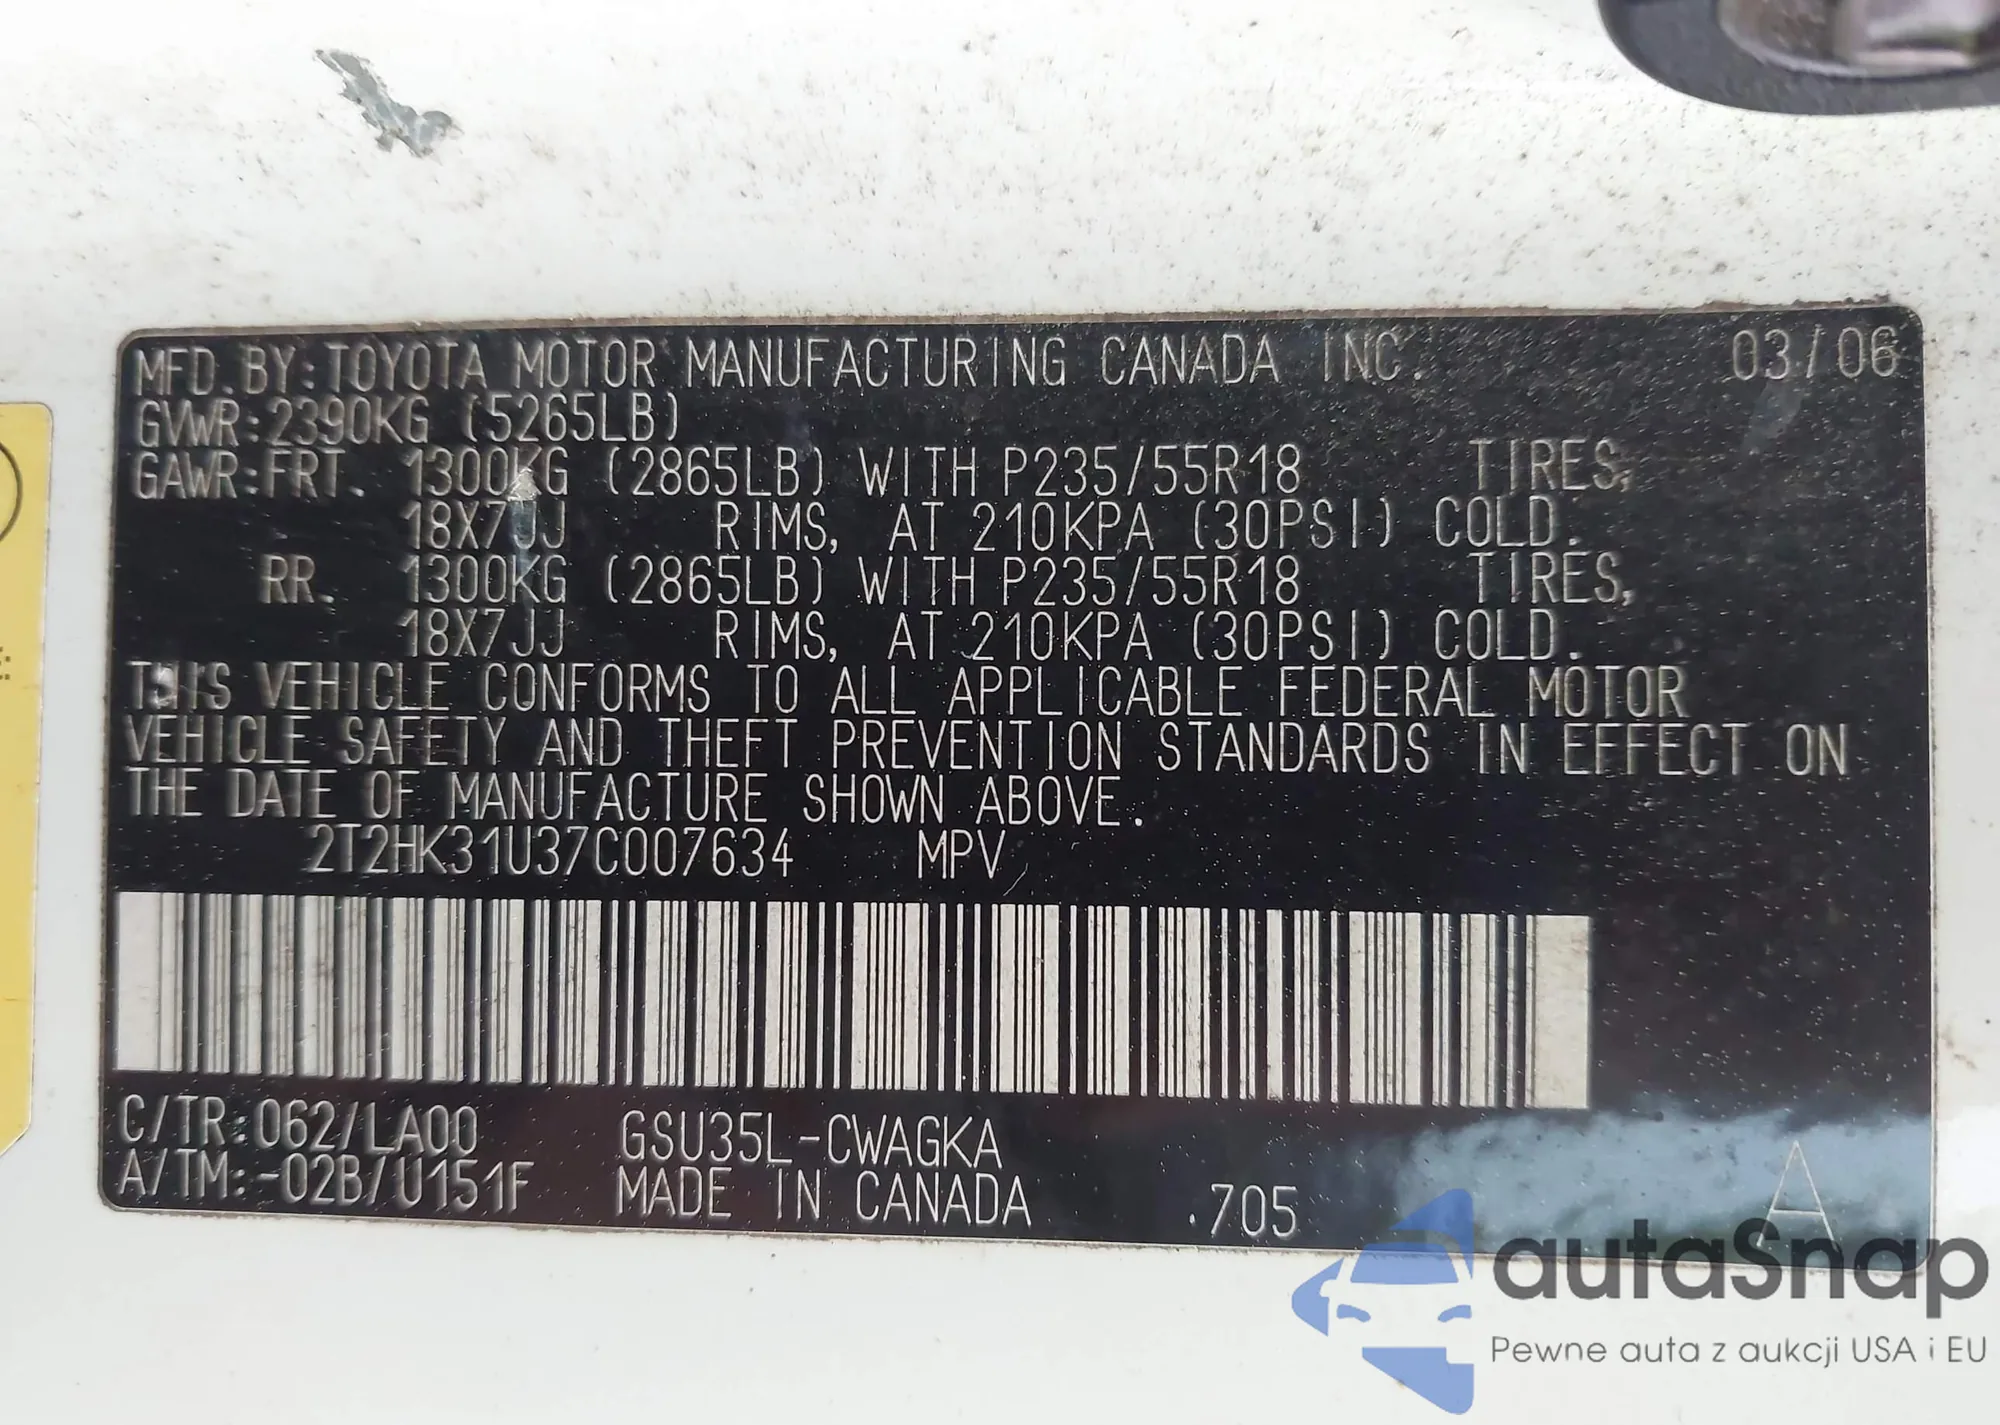 MFD. BY: TOYOTA MOTOR MANUFACTURING CANADA INC. 03/06
GVWR: 2390KG (5265LB)
GAWR: FRT. 1300KG (2865LB) WITH P235/55R18 TIRES,
18X7JJ RIMS, AT 210KPA (30PSI) COLD.
RR. 1300KG (2865LB) WITH P235/55R18 TIRES,
18X7JJ RIMS, AT 210KPA (30PSI) COLD.
THIS VEHICLE CONFORMS TO ALL APPLICABLE FEDERAL MOTOR
VEHICLE SAFETY AND THEFT PREVENTION STANDARDS IN EFFECT ON
THE DATE OF MANUFACTURE SHOWN ABOVE.
2T2HK31U37C007634 MPV
C/TR: 062/LA00 GSU35L-CWAGKA
A/TM: -02B/U151F MADE IN CANADA .705 A
autaSnap
Pewne auta z aukcji USA i EU